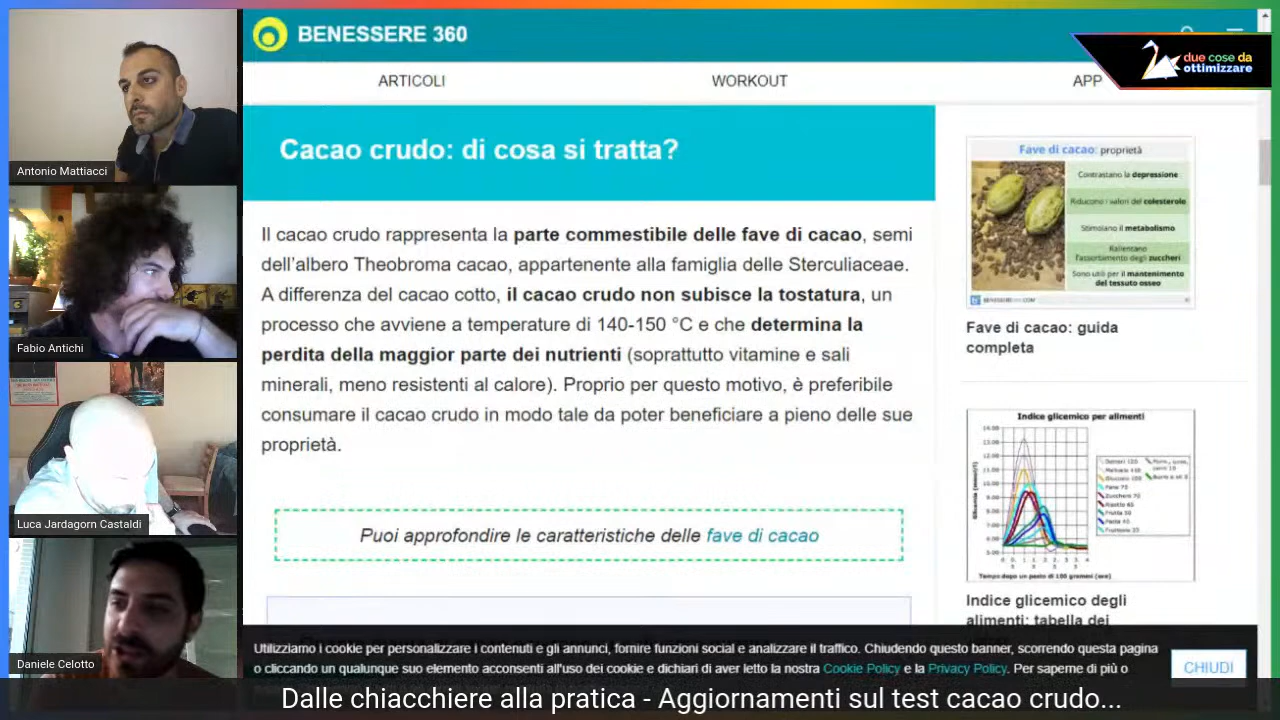 BENESSERE 360
due cose da
ottimizzare
ARTICOLI
WORKOUT
APP
Cacao crudo: di cosa si tratta?
Il cacao crudo rappresenta la parte commestibile delle fave di cacao, semi
dell'albero Theobroma cacao, appartenente alla famiglia delle Sterculiaceae.
A differenza del cacao cotto, il cacao crudo non subisce la tostatura, un
processo che avviene a temperature di 140-150 °C e che determina la
perdita della maggior parte dei nutrienti (soprattutto vitamine e sali
minerali, meno resistenti al calore). Proprio per questo motivo, è preferibile
consumare il cacao crudo in modo tale da poter beneficiare a pieno delle sue
proprietà.
Puoi approfondire le caratteristiche delle fave di cacao
Fave di cacao: proprietà
Contrastano la depressione
Riducono i valori del colesterolo
Stimolano il metabolismo
Rallentano
l'assorbimento degli zuccheri
Sono utili per il mantenimento
del tessuto osseo
Fave di cacao: guida
completa
Indice glicemico per alimenti
Tempo dopo un pasto di 100 grammi (ore)
Indice glicemico degli
alimenti: tabella dei
Utilizziamo i cookie per personalizzare i contenuti e gli annunci, fornire funzioni social e analizzare il traffico. Chiudendo questo banner, scorrendo questa pagina
o cliccando un qualunque suo elemento acconsenti all'uso dei cookie e dichiari di aver letto la nostra Cookie Policy e la Privacy Policy. Per saperne di più o
CHIUDI
Antonio Mattiacci
Fabio Antichi
Luca Jardagorn Castaldi
Daniele Celotto
Dalle chiacchiere alla pratica - Aggiornamenti sul test cacao crudo...